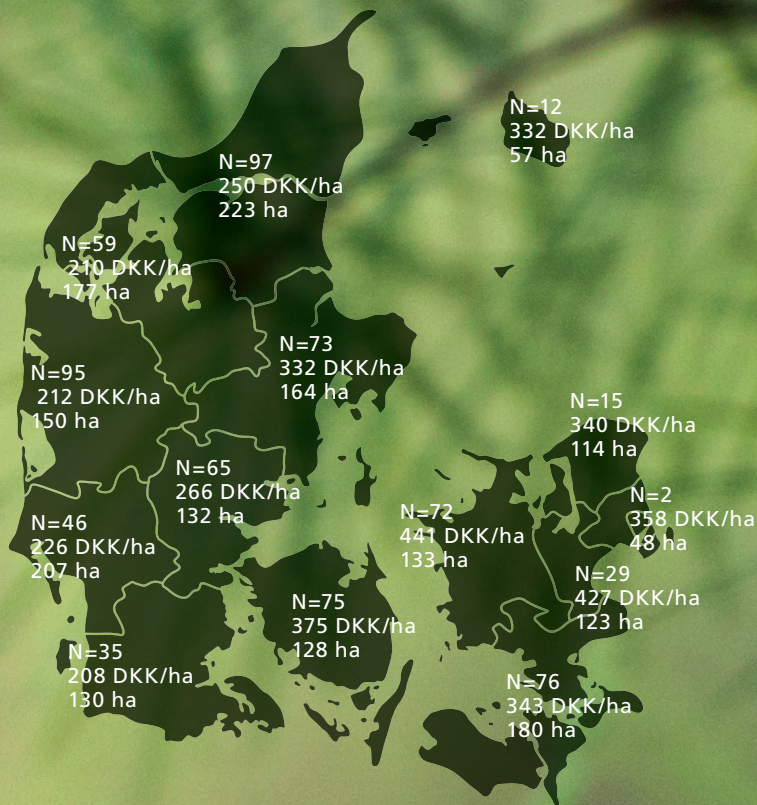 N=12
332 DKK/ha
57 ha
N=97
250 DKK/ha
223 ha
N=59
210 DKK/ha
177 ha
N=73
332 DKK/ha
164 ha
N=95
212 DKK/ha
150 ha
N=15
340 DKK/ha
114 ha
N=65
266 DKK/ha
132 ha
N=2
358 DKK/ha
48 ha
N=72
441 DKK/ha
133 ha
N=46
226 DKK/ha
207 ha
N=29
427 DKK/ha
123 ha
N=75
375 DKK/ha
128 ha
N=35
208 DKK/ha
130 ha
N=76
343 DKK/ha
180 ha